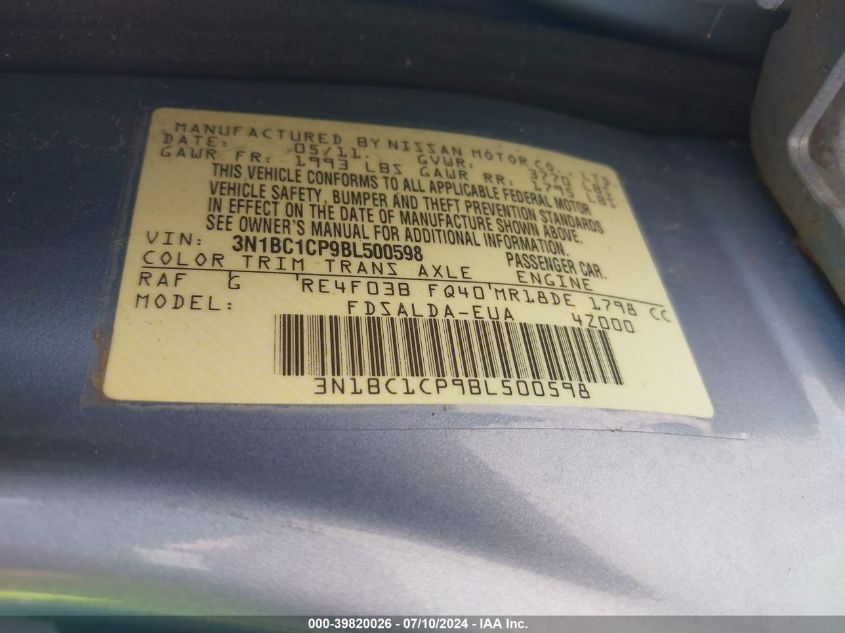 MANUFACTURED BY NISSAN MOTOR CO., LTD
DATE: 05/11. GVWR: 3770 LBS
GAWR FR: 1993 LBS GAWR RR: 1795 LBS
THIS VEHICLE CONFORMS TO ALL APPLICABLE FEDERAL MOTOR
VEHICLE SAFETY, BUMPER AND THEFT PREVENTION STANDARDS
IN EFFECT ON THE DATE OF MANUFACTURE SHOWN ABOVE.
SEE OWNER'S MANUAL FOR ADDITIONAL INFORMATION.
VIN: 3N1BC1CP9BL500598 PASSENGER CAR.
COLOR TRIM TRANS AXLE ENGINE
RAF G RE4F03B FQ40 MR18DE 1798 CC
MODEL: FDSALDA-EUA 4Z000
3N1BC1CP9BL500598
000-39820026 - 07/10/2024 - IAA Inc.